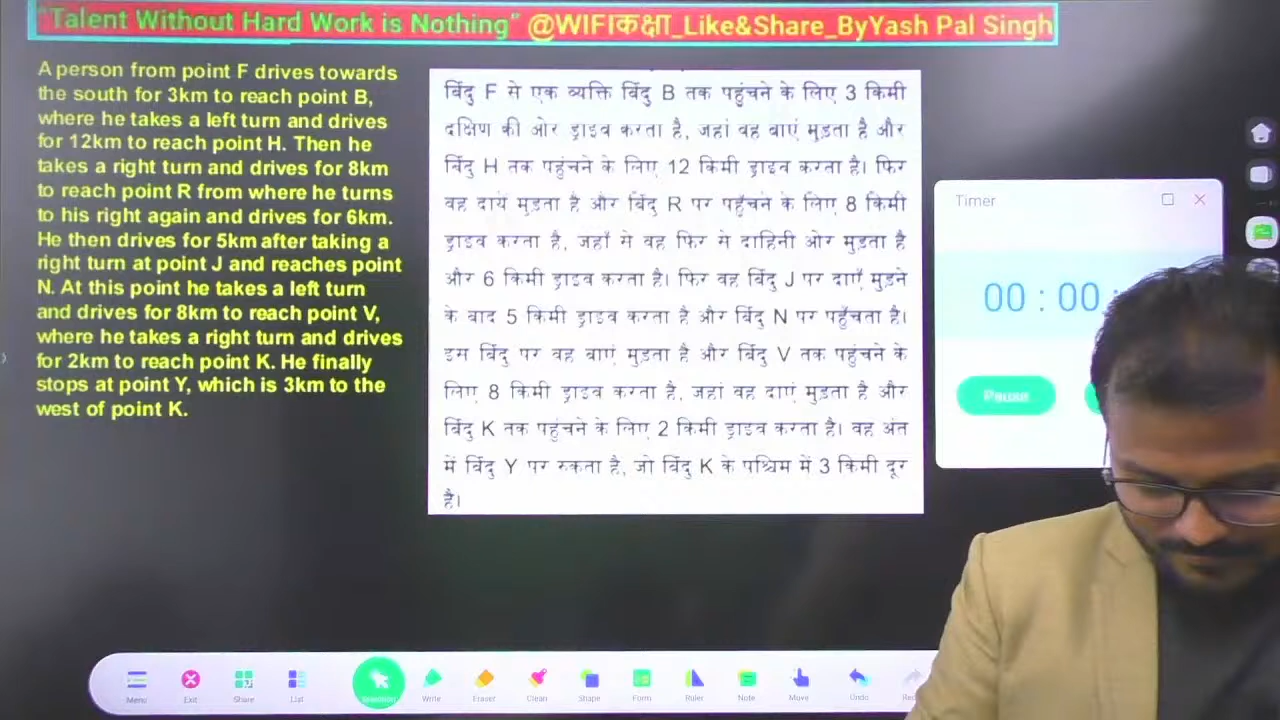 "Talent Without Hard Work is Nothing" @WIFIकक्षा_Like&Share_ByYash Pal Singh
A person from point F drives towards
the south for 3km to reach point B,
where he takes a left turn and drives
for 12km to reach point H. Then he
takes a right turn and drives for 8km
to reach point R from where he turns
to his right again and drives for 6km.
He then drives for 5km after taking a
right turn at point J and reaches point
N. At this point he takes a left turn
and drives for 8km to reach point V,
where he takes a right turn and drives
for 2km to reach point K. He finally
stops at point Y, which is 3km to the
west of point K.
बिंदु F से एक व्यक्ति बिंदु B तक पहुंचने के लिए 3 किमी
दक्षिण की ओर ड्राइव करता है, जहां वह बाएं मुड़ता है और
बिंदु H तक पहुंचने के लिए 12 किमी ड्राइव करता है। फिर
वह दायें मुड़ता है और बिंदु R पर पहुँचने के लिए 8 किमी
ड्राइव करता है, जहाँ से वह फिर से दाहिनी ओर मुड़ता है
और 6 किमी ड्राइव करता है। फिर वह बिंदु J पर दाएँ मुड़ने
के बाद 5 किमी ड्राइव करता है और बिंदु N पर पहुँचता है।
इस बिंदु पर वह बाएं मुड़ता है और बिंदु V तक पहुंचने के
लिए 8 किमी ड्राइव करता है, जहां वह दाएं मुड़ता है और
बिंदु K तक पहुंचने के लिए 2 किमी ड्राइव करता है। वह अंत
में बिंदु Y पर रुकता है, जो बिंदु K के पश्चिम में 3 किमी दूर
है।
Timer
00 : 00 :
Pause
Menu Exit Share List Write Eraser Clean Shape Form Ruler Note Move Undo